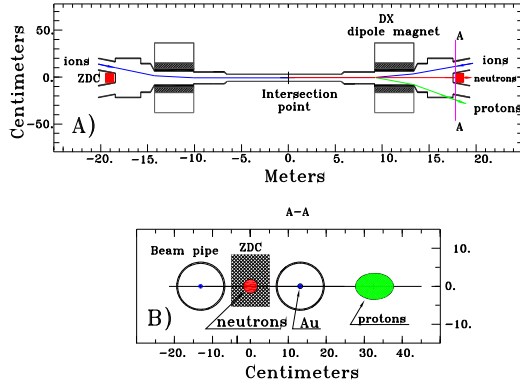 DX
dipole magnet
A
50.
ions
ions
ZDC
0.
neutrons
Intersection
point
protons
-50.
A)
A
Centimeters
-20. -15. -10. -5. 0. 5. 10. 15. 20.
Meters
A-A
Beam pipe
ZDC
10.
0.
B)
neutrons
Au
protons
-10.
-20. -10. 0. 10. 20. 30. 40.
Centimeters